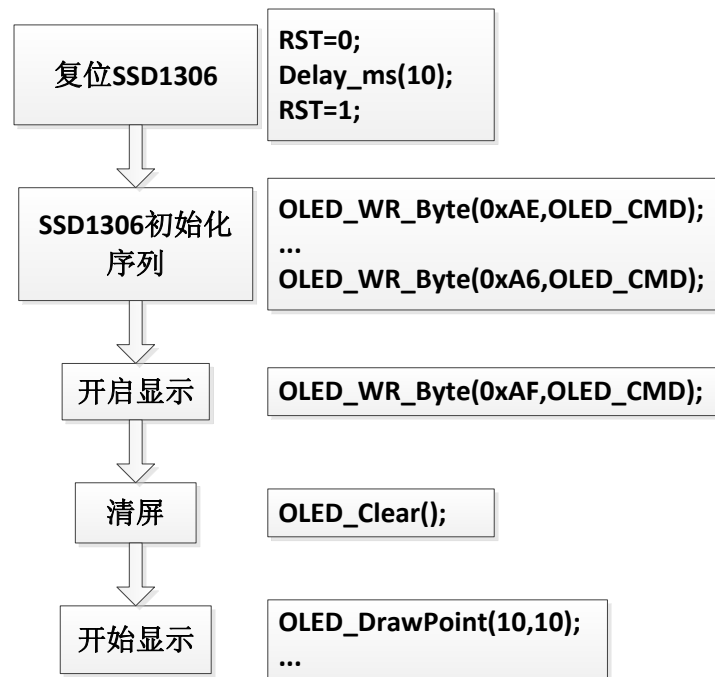 复位SSD1306
RST=0;
Delay_ms(10);
RST=1;
SSD1306初始化
序列
OLED_WR_Byte(0xAE,OLED_CMD);
...
OLED_WR_Byte(0xA6,OLED_CMD);
开启显示
OLED_WR_Byte(0xAF,OLED_CMD);
清屏
OLED_Clear();
开始显示
OLED_DrawPoint(10,10);
...